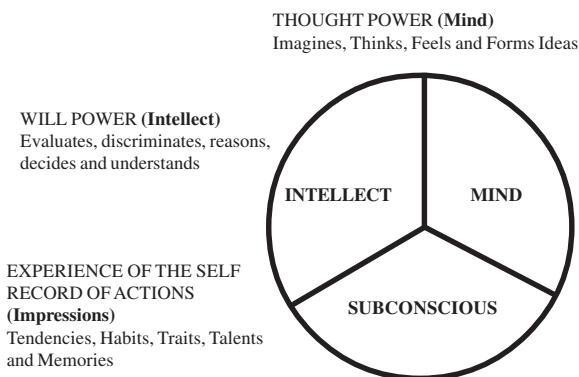 THOUGHT POWER (Mind)
Imagines, Thinks, Feels and Forms Ideas
WILL POWER (Intellect)
Evaluates, discriminates, reasons,
decides and understands
INTELLECT
MIND
EXPERIENCE OF THE SELF
RECORD OF ACTIONS
(Impressions)
Tendencies, Habits, Traits, Talents
and Memories
SUBCONSCIOUS